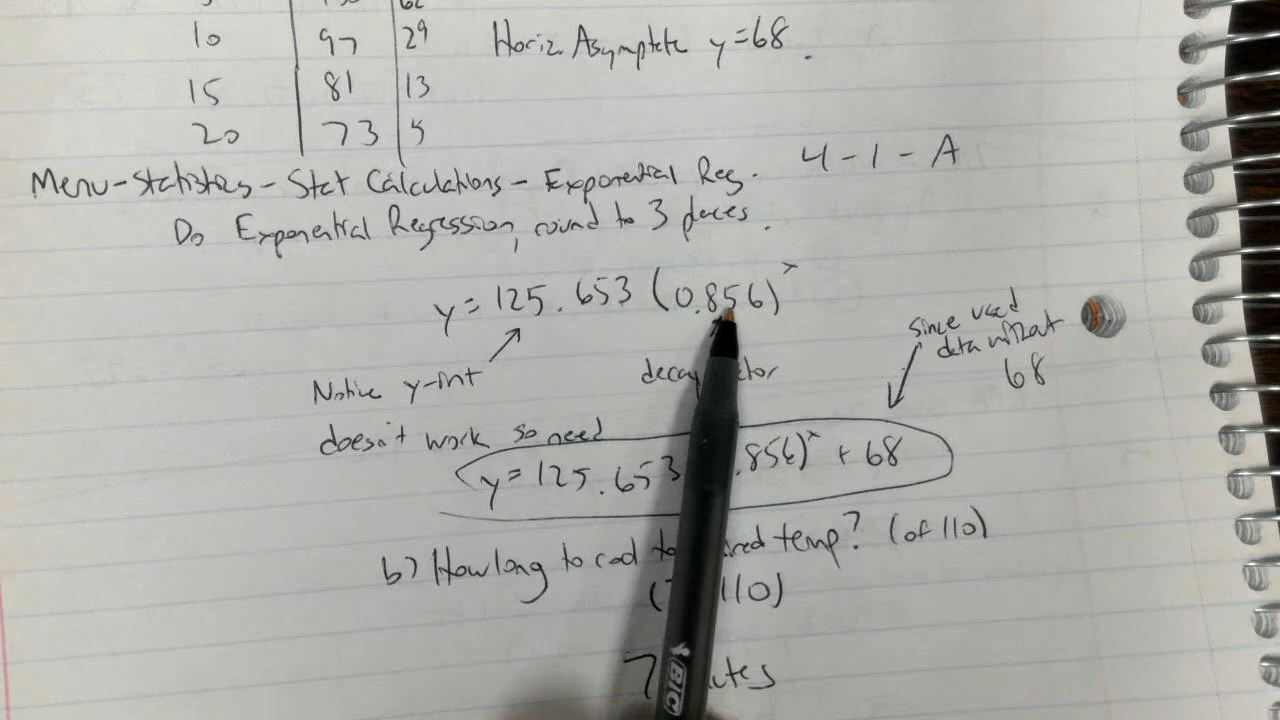 10 97 29 Horiz. Asymptote y=68.
15 81 13
20 73 5
Menu-Statistics-Stat Calculations-Exponential Reg. 4-1-A
Do Exponential Regression, round to 3 places.
y=125.653 (0.856)^x
since used
data without
68
Notice y-int
decay
doesn't work so need
y=125.653 .856)^x + 68
b) How long to cool temp? (of 110)
110)
7
BIC